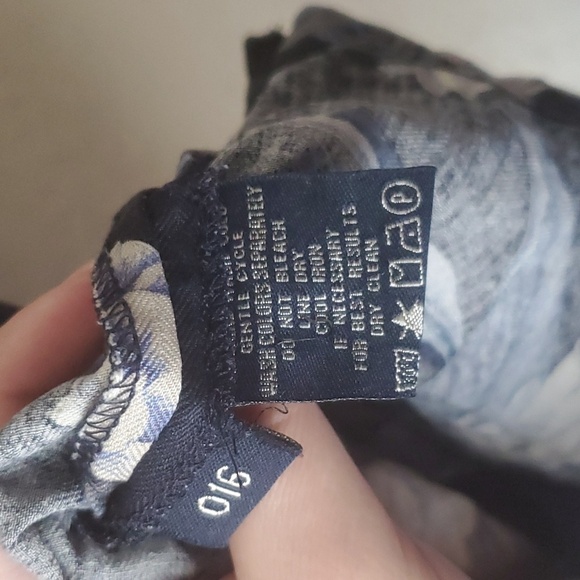 GENTLE CYCLE
WASH COLORS SEPARATELY
DO NOT BLEACH
LINE DRY
COOL IRON
IF NECESSARY
FOR BEST RESULTS
DRY CLEAN
016